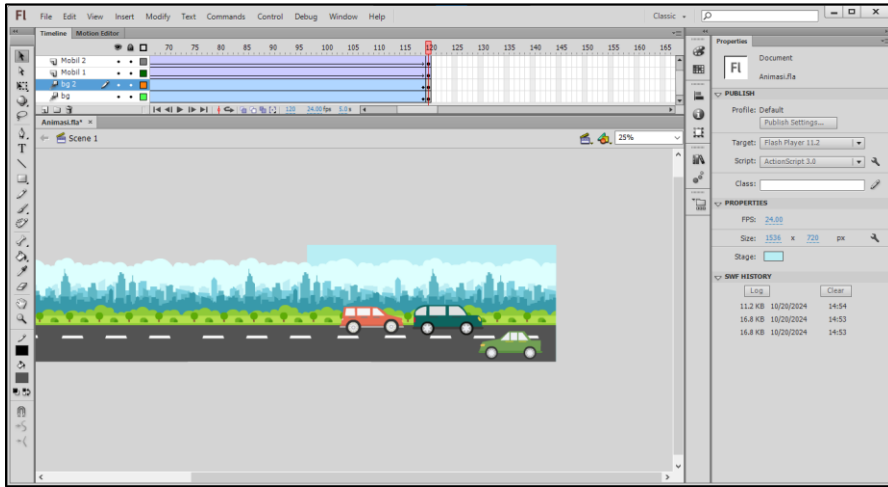 Fl File Edit View Insert Modify Text Commands Control Debug Window Help Classic
Timeline Motion Editor
70 75 80 85 90 95 100 105 110 115 120 125 130 135 140 145 150 155 160 165
Mobil 2
Mobil 1
bg 2
bg
120 24.00 fps 5.0 s
Animasi.fla* ×
Scene 1 25%
Properties
Fl Document
Animasi.fla
PUBLISH
Profile: Default
Publish Settings...
Target: Flash Player 11.2
Script: ActionScript 3.0
Class:
PROPERTIES
FPS: 24.00
Size: 1536 x 720 px
Stage:
SWF HISTORY
Log Clear
11.2 KB 10/20/2024 14:54
16.8 KB 10/20/2024 14:53
16.8 KB 10/20/2024 14:53